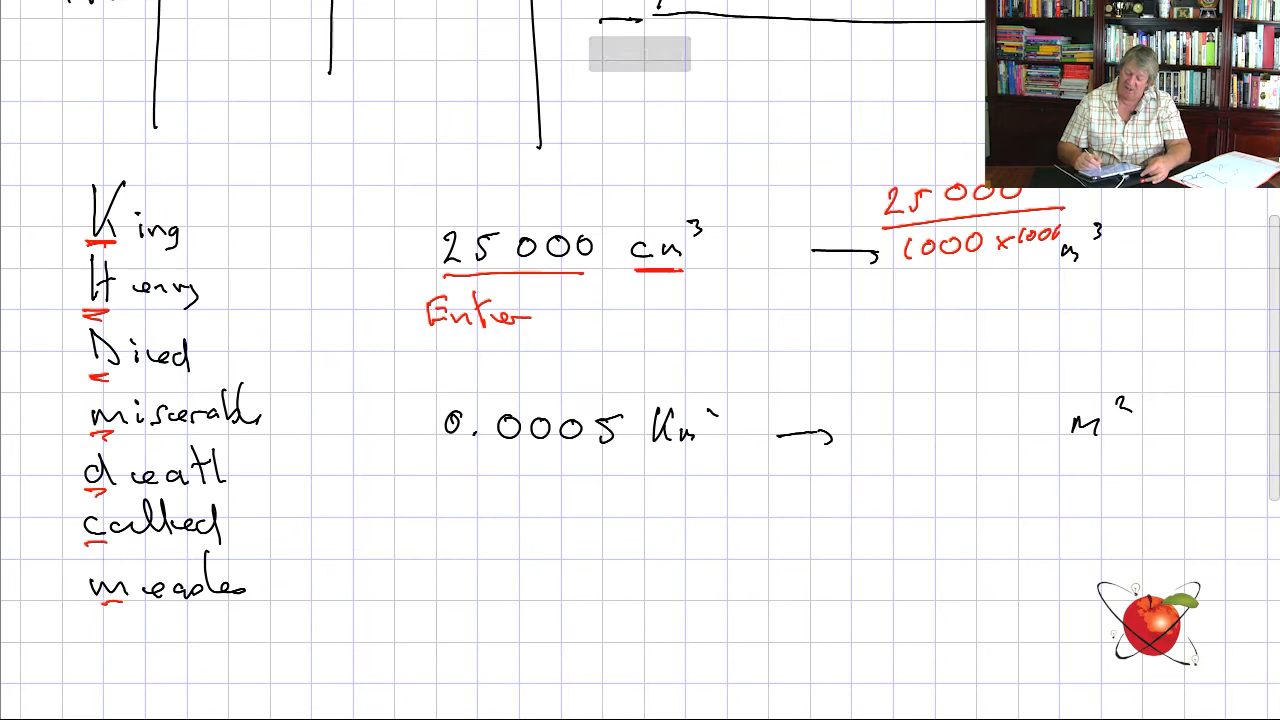 King
Henry
Died
miserable
death
called
measles
25 000 cm³ → 25 000 / 1000 × 1000 m³
Enter
0.0005 Km² → m²